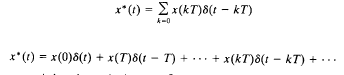 x*(t) = Σ k=0 x(kT)δ(t − kT)
x*(t) = x(0)δ(t) + x(T)δ(t − T) + ··· + x(kT)δ(t − kT) + ···